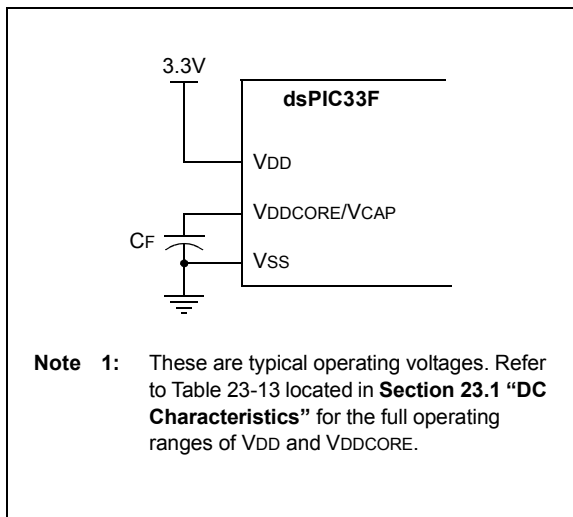 3.3V
dsPIC33F
VDD
VDDCORE/VCAP
CF
VSS
Note 1: These are typical operating voltages. Refer
to Table 23-13 located in Section 23.1 “DC
Characteristics” for the full operating
ranges of VDD and VDDCORE.